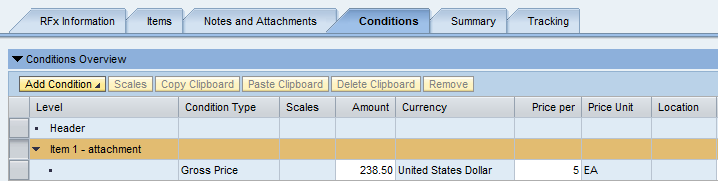 RFx Information Items Notes and Attachments Conditions Summary Tracking
Conditions Overview
Add Condition Scales Copy Clipboard Paste Clipboard Delete Clipboard Remove
Level Condition Type Scales Amount Currency Price per Price Unit Location
Header
Item 1 - attachment
Gross Price 238.50 United States Dollar 5 EA